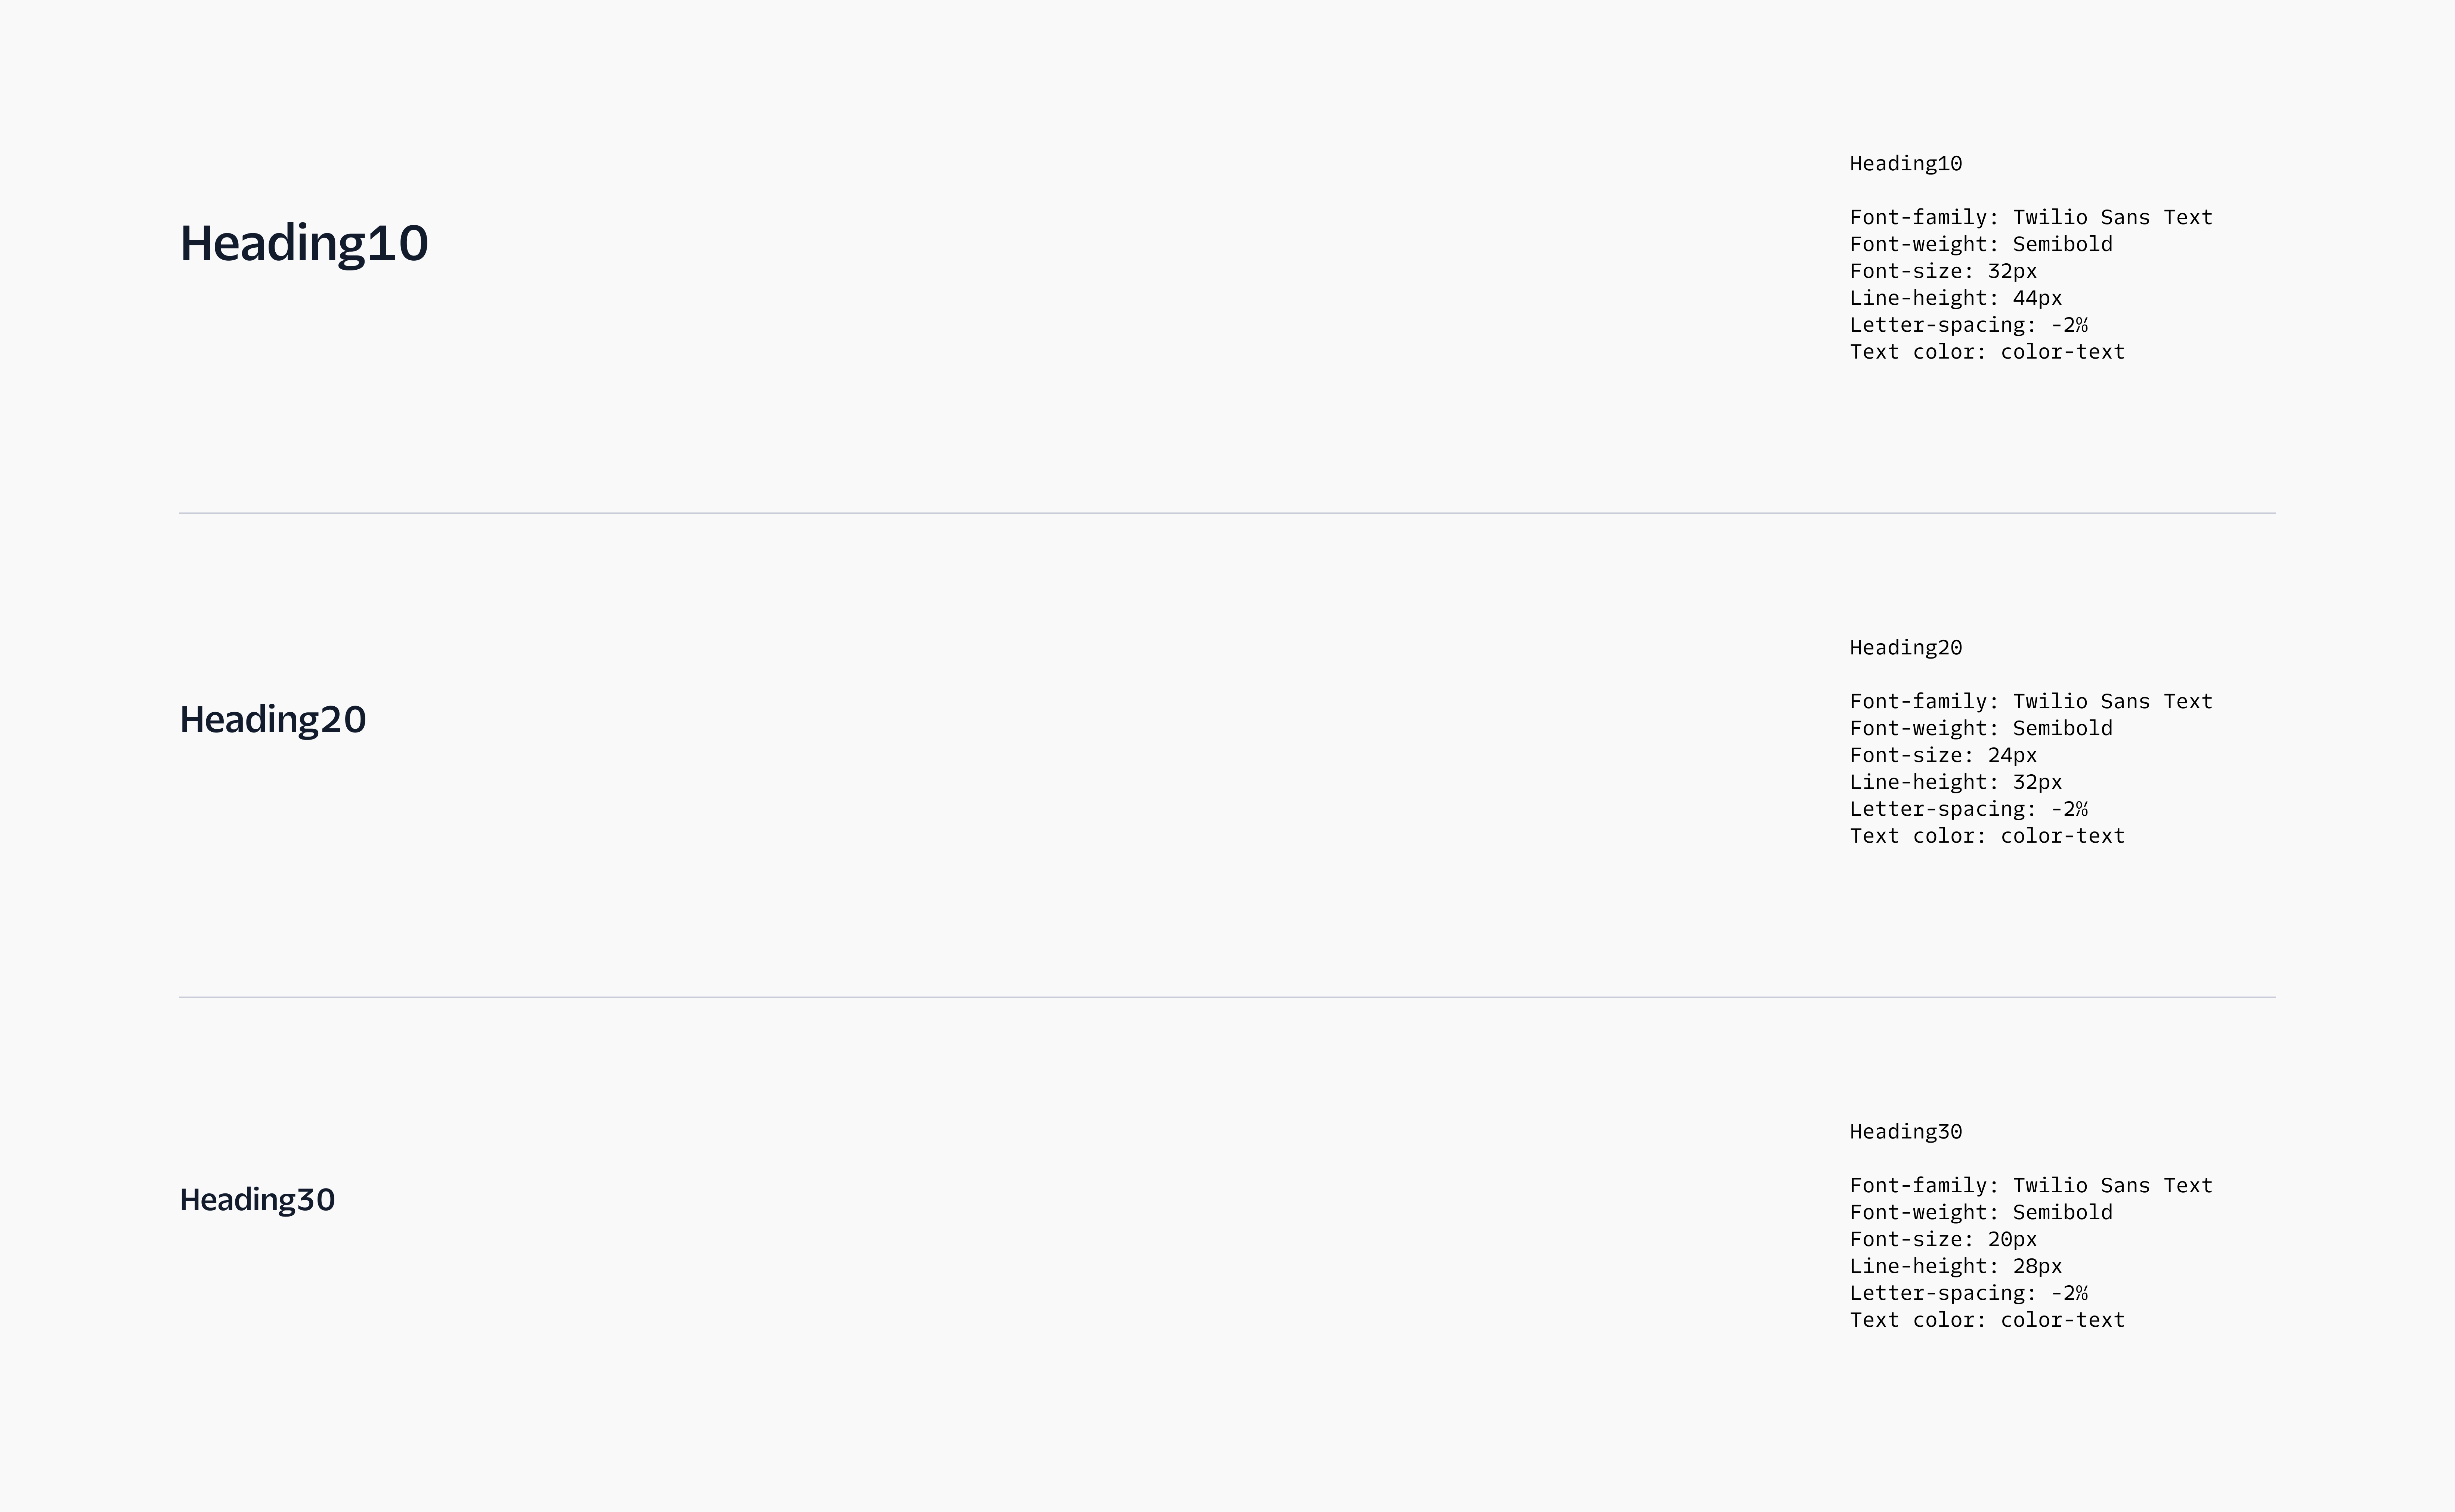 Heading10
Heading10
Font-family: Twilio Sans Text
Font-weight: Semibold
Font-size: 32px
Line-height: 44px
Letter-spacing: -2%
Text color: color-text
Heading20
Heading20
Font-family: Twilio Sans Text
Font-weight: Semibold
Font-size: 24px
Line-height: 32px
Letter-spacing: -2%
Text color: color-text
Heading30
Heading30
Font-family: Twilio Sans Text
Font-weight: Semibold
Font-size: 20px
Line-height: 28px
Letter-spacing: -2%
Text color: color-text